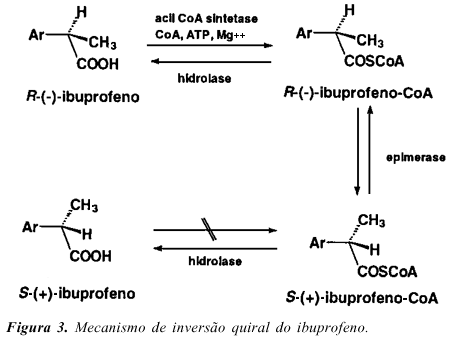 H
Ar
CH3
COOH
R-(-)-ibuprofeno
acil CoA sintetase
CoA, ATP, Mg++
hidrolase
H
Ar
CH3
COSCoA
R-(-)-ibuprofeno-CoA
epimerase
CH3
Ar
H
COOH
S-(+)-ibuprofeno
hidrolase
CH3
Ar
H
COSCoA
S-(+)-ibuprofeno-CoA
Figura 3. Mecanismo de inversão quiral do ibuprofeno.